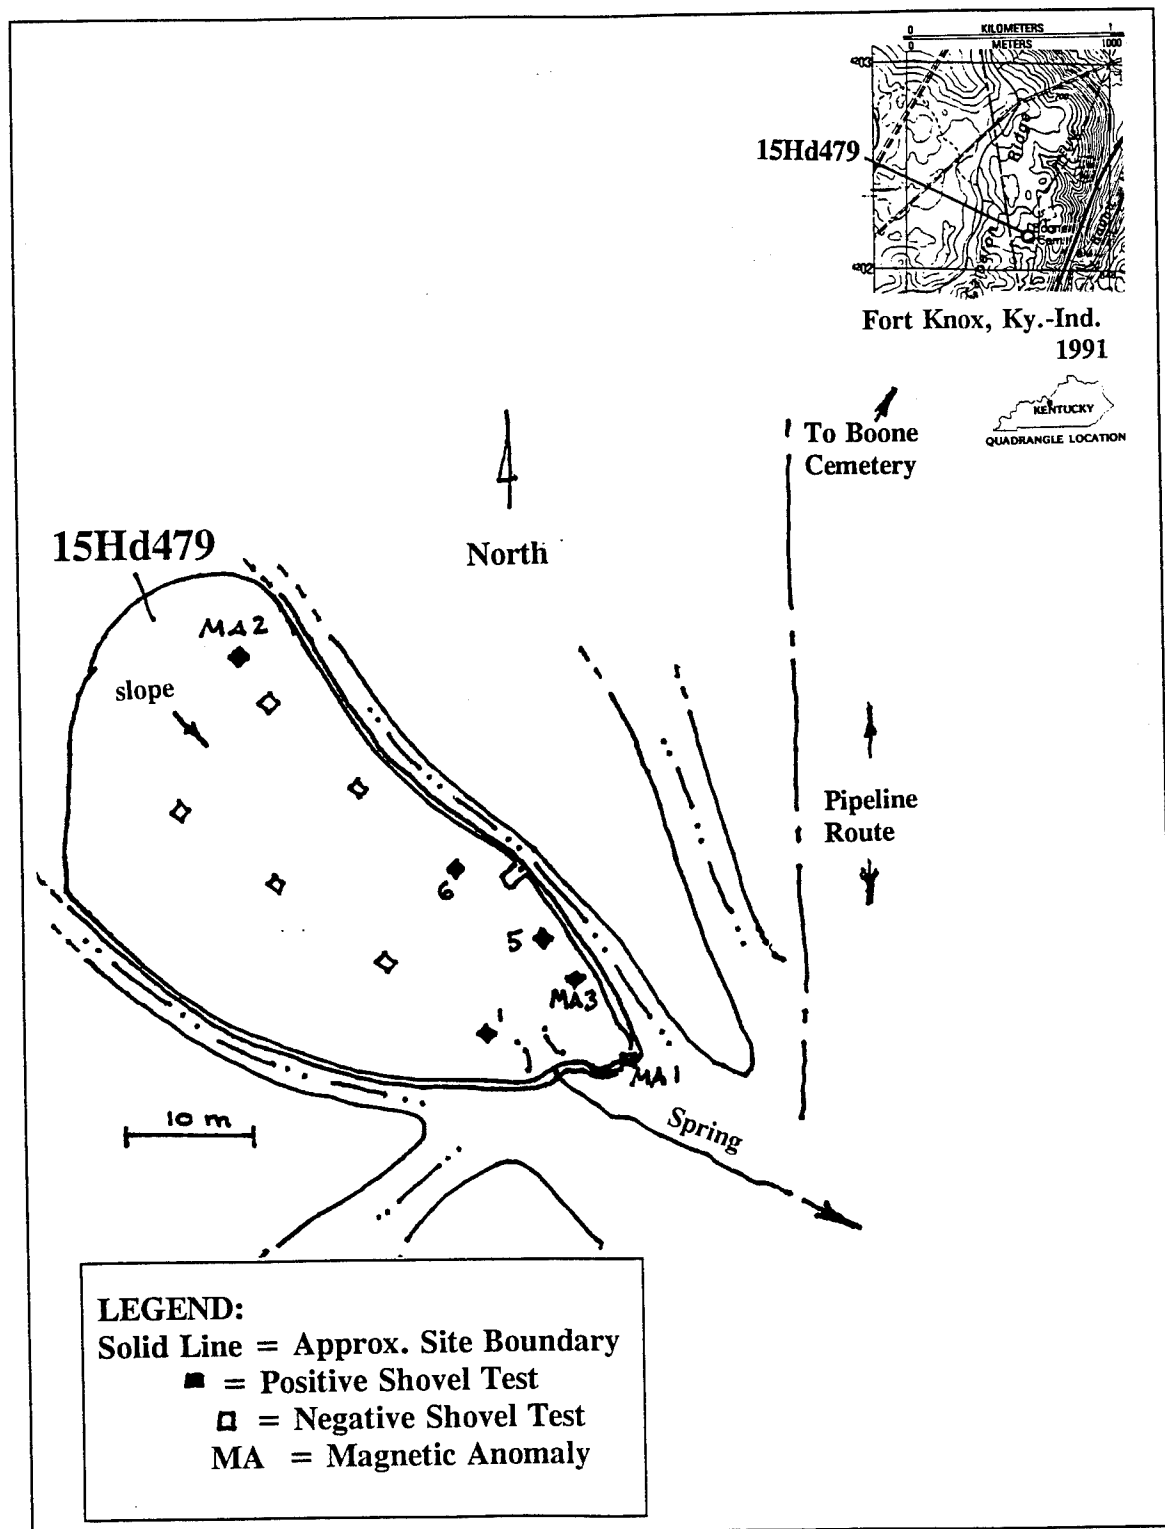 0 KILOMETERS 1
0 METERS 1000
4203
15Hd479
Ridge
4202
Fort Knox, Ky.-Ind.
1991
KENTUCKY
QUADRANGLE LOCATION
To Boone
Cemetery
North
15Hd479
MA2
slope
Pipeline
Route
6
5
MA3
1
MA1
Spring
10 m
LEGEND:
Solid Line = Approx. Site Boundary
= Positive Shovel Test
= Negative Shovel Test
MA = Magnetic Anomaly